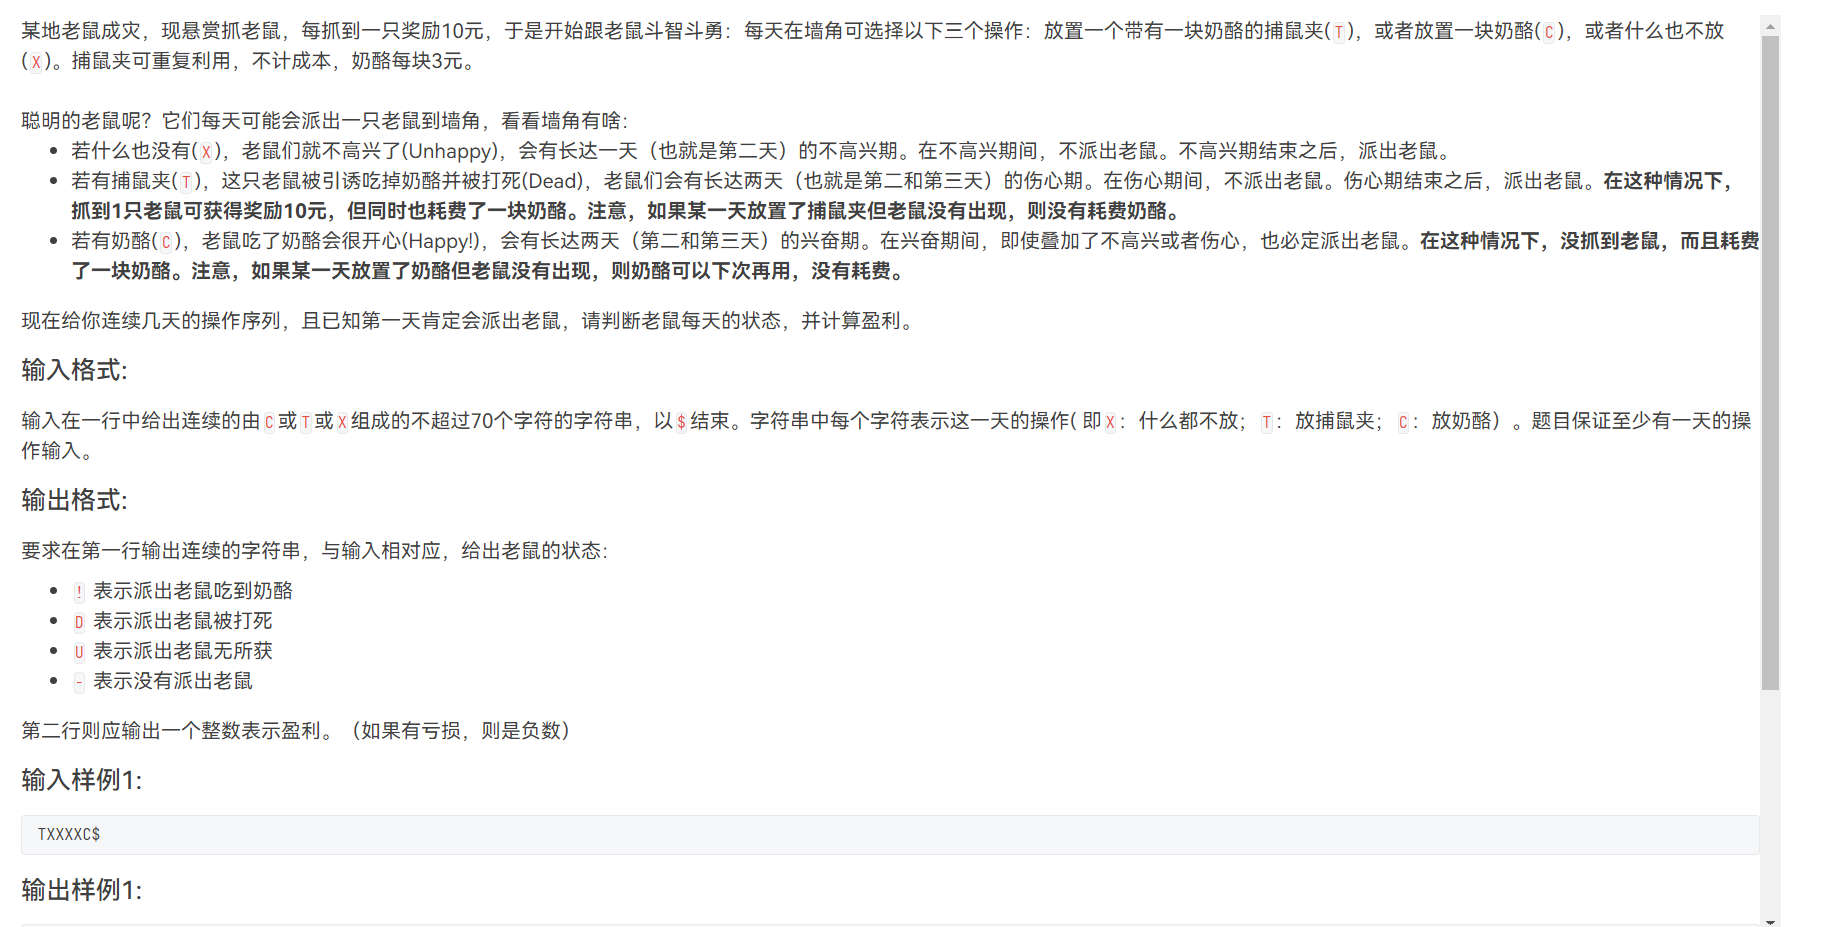 某地老鼠成灾，现悬赏抓老鼠，每抓到一只奖励10元，于是开始跟老鼠斗智斗勇：每天在墙角可选择以下三个操作：放置一个带有一块奶酪的捕鼠夹(T)，或者放置一块奶酪(C)，或者什么也不放
(X)。捕鼠夹可重复利用，不计成本，奶酪每块3元。
聪明的老鼠呢？它们每天可能会派出一只老鼠到墙角，看看墙角有啥：
• 若什么也没有(X)，老鼠们就不高兴了(Unhappy)，会有长达一天（也就是第二天）的不高兴期。在不高兴期间，不派出老鼠。不高兴期结束之后，派出老鼠。
• 若有捕鼠夹(T)，这只老鼠被引诱吃掉奶酪并被打死(Dead)，老鼠们会有长达两天（也就是第二和第三天）的伤心期。在伤心期间，不派出老鼠。伤心期结束之后，派出老鼠。在这种情况下，
抓到1只老鼠可获得奖励10元，但同时也耗费了一块奶酪。注意，如果某一天放置了捕鼠夹但老鼠没有出现，则没有耗费奶酪。
• 若有奶酪(C)，老鼠吃了奶酪会很开心(Happy!)，会有长达两天（第二和第三天）的兴奋期。在兴奋期间，即使叠加了不高兴或者伤心，也必定派出老鼠。在这种情况下，没抓到老鼠，而且耗费
了一块奶酪。注意，如果某一天放置了奶酪但老鼠没有出现，则奶酪可以下次再用，没有耗费。
现在给你连续几天的操作序列，且已知第一天肯定会派出老鼠，请判断老鼠每天的状态，并计算盈利。
输入格式:
输入在一行中给出连续的由C或T或X组成的不超过70个字符的字符串，以$结束。字符串中每个字符表示这一天的操作( 即X：什么都不放；T：放捕鼠夹；C：放奶酪）。题目保证至少有一天的操
作输入。
输出格式:
要求在第一行输出连续的字符串，与输入相对应，给出老鼠的状态：
• ! 表示派出老鼠吃到奶酪
• D 表示派出老鼠被打死
• U 表示派出老鼠无所获
• - 表示没有派出老鼠
第二行则应输出一个整数表示盈利。（如果有亏损，则是负数）
输入样例1:
TXXXXC$
输出样例1: